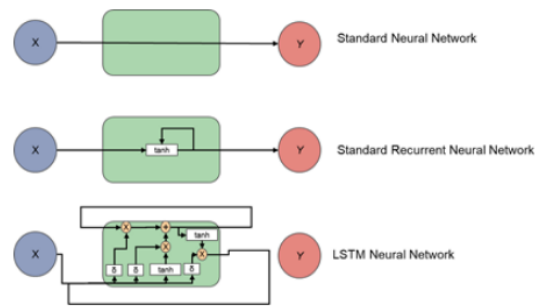 X
Y
Standard Neural Network
X
tanh
Y
Standard Recurrent Neural Network
X
+
tanh
X
X
X
δ
δ
tanh
δ
Y
LSTM Neural Network